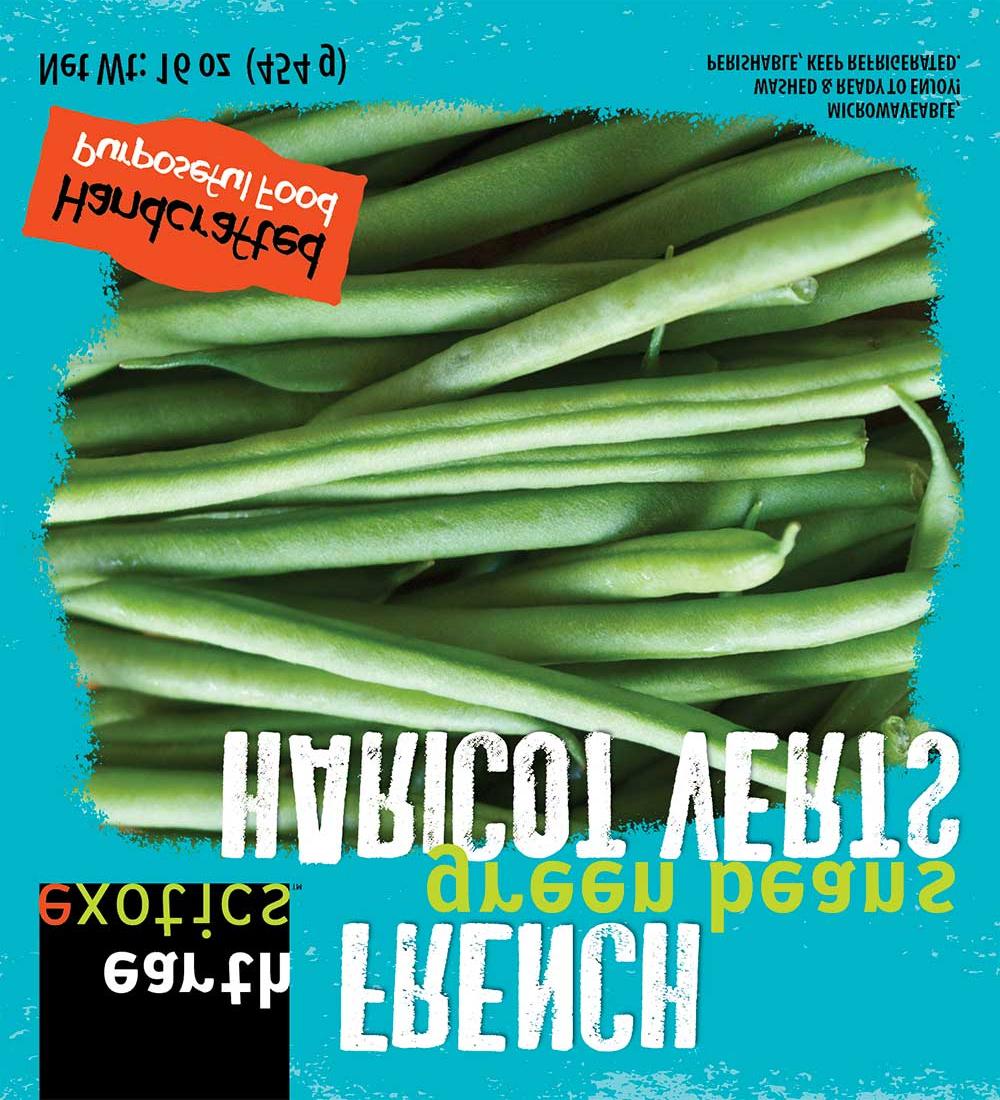 earth
exotics™
FRENCH
green beans
HARICOT VERTS
Handcrafted
Purposeful Food
MICROWAVEABLE,
WASHED & READY TO ENJOY!
PERISHABLE, KEEP REFRIGERATED.
Net Wt: 16 oz (454 g)